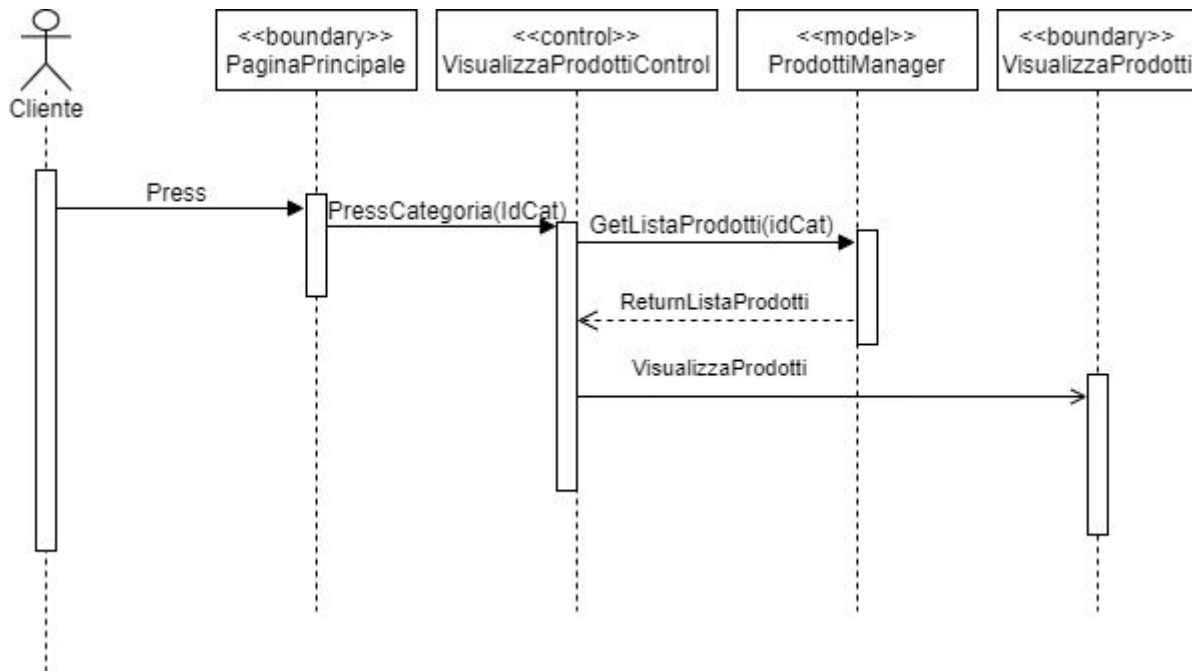 Cliente
<<boundary>>
PaginaPrincipale
<<control>>
VisualizzaProdottiControl
<<model>>
ProdottiManager
<<boundary>>
VisualizzaProdotti
Press
PressCategoria(IdCat)
GetListaProdotti(idCat)
ReturnListaProdotti
VisualizzaProdotti